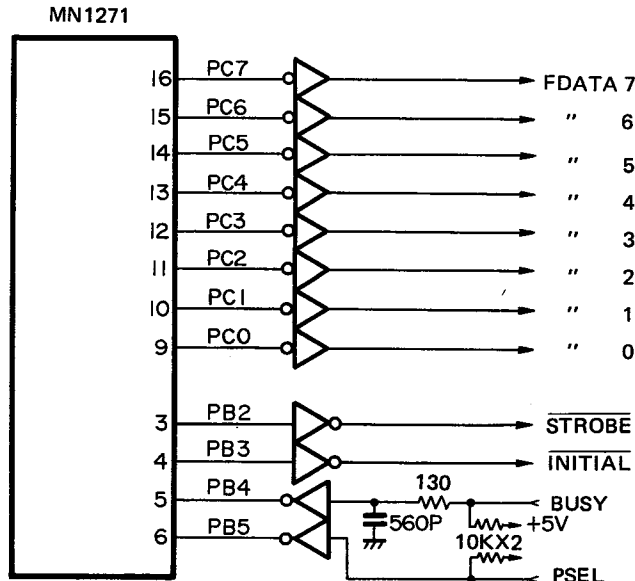 MN1271
16 PC7 FDATA 7
15 PC6 " 6
14 PC5 " 5
13 PC4 " 4
12 PC3 " 3
11 PC2 " 2
10 PC1 " 1
9 PC0 " 0
3 PB2 STROBE
4 PB3 INITIAL
130
5 PB4 BUSY
560P +5V
6 PB5 10KX2
PSEL